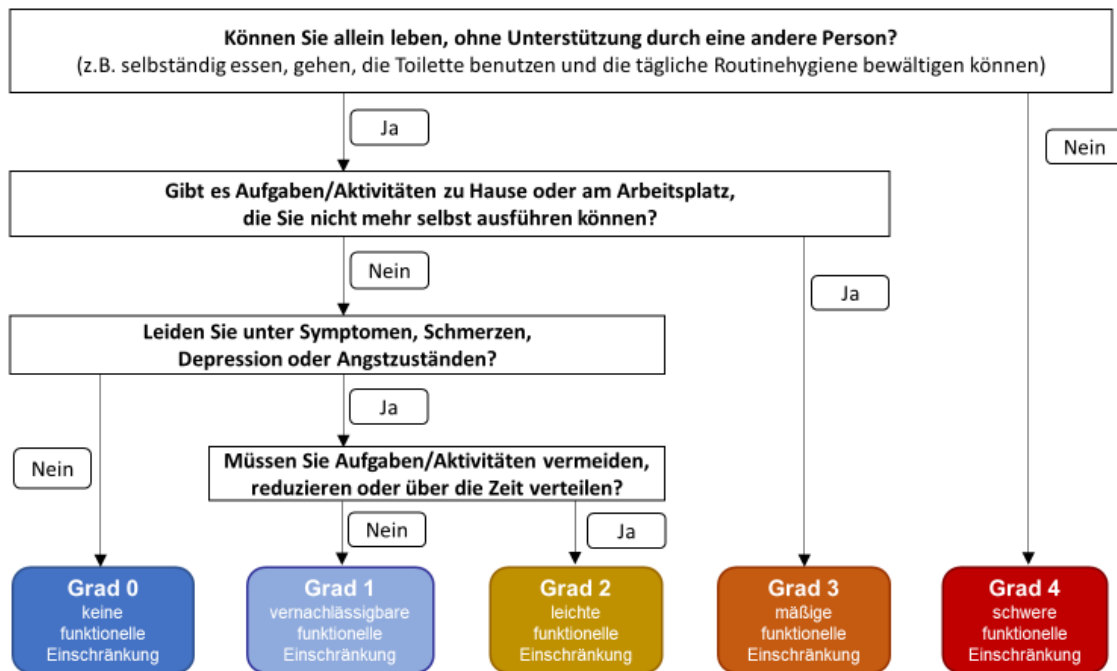 Können Sie allein leben, ohne Unterstützung durch eine andere Person?
(z.B. selbständig essen, gehen, die Toilette benutzen und die tägliche Routinehygiene bewältigen können)
Ja
Nein
Gibt es Aufgaben/Aktivitäten zu Hause oder am Arbeitsplatz,
die Sie nicht mehr selbst ausführen können?
Nein
Ja
Leiden Sie unter Symptomen, Schmerzen,
Depression oder Angstzuständen?
Ja
Nein
Müssen Sie Aufgaben/Aktivitäten vermeiden,
reduzieren oder über die Zeit verteilen?
Nein
Ja
Grad 0
keine
funktionelle
Einschränkung
Grad 1
vernachlässigbare
funktionelle
Einschränkung
Grad 2
leichte
funktionelle
Einschränkung
Grad 3
mäßige
funktionelle
Einschränkung
Grad 4
schwere
funktionelle
Einschränkung